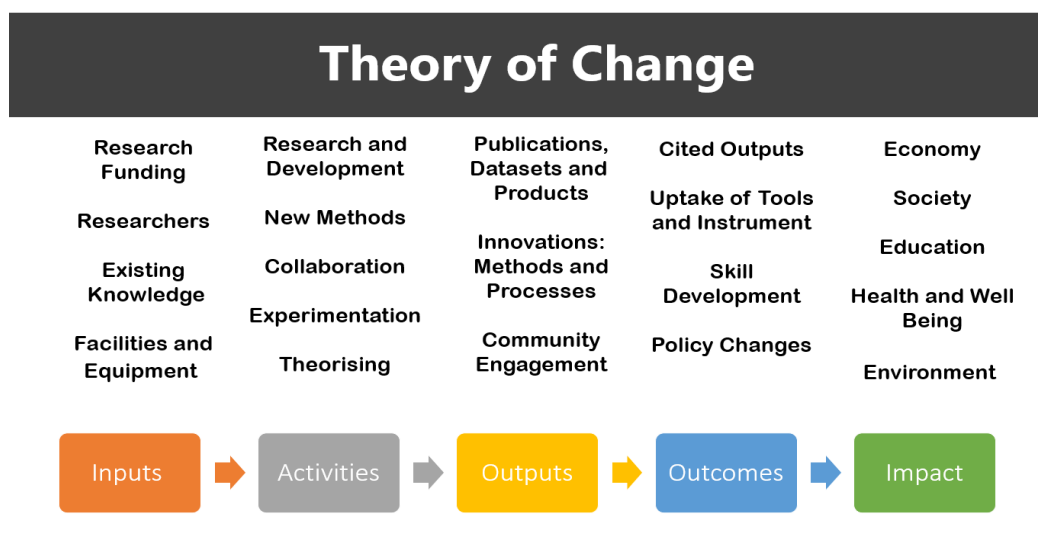 Theory of Change
Research
Funding
Researchers
Existing
Knowledge
Facilities and
Equipment
Research and
Development
New Methods
Collaboration
Experimentation
Theorising
Publications,
Datasets and
Products
Innovations:
Methods and
Processes
Community
Engagement
Cited Outputs
Uptake of Tools
and Instrument
Skill
Development
Policy Changes
Economy
Society
Education
Health and Well
Being
Environment
Inputs
Activities
Outputs
Outcomes
Impact